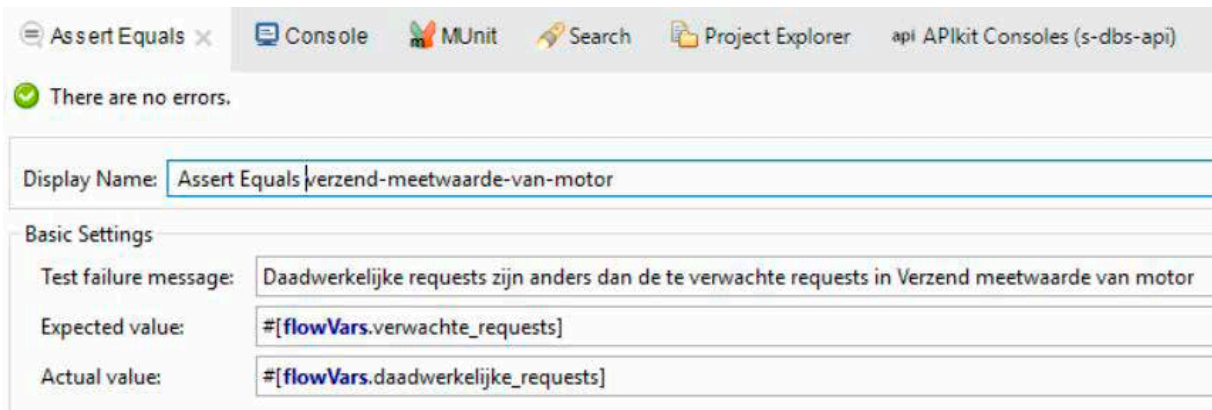 Assert Equals Console MUnit Search Project Explorer api APIkit Consoles (s-dbs-api)
There are no errors.
Display Name: Assert Equals verzend-meetwaarde-van-motor
Basic Settings
Test failure message: Daadwerkelijke requests zijn anders dan de te verwachte requests in Verzend meetwaarde van motor
Expected value: #[flowVars.verwachte_requests]
Actual value: #[flowVars.daadwerkelijke_requests]